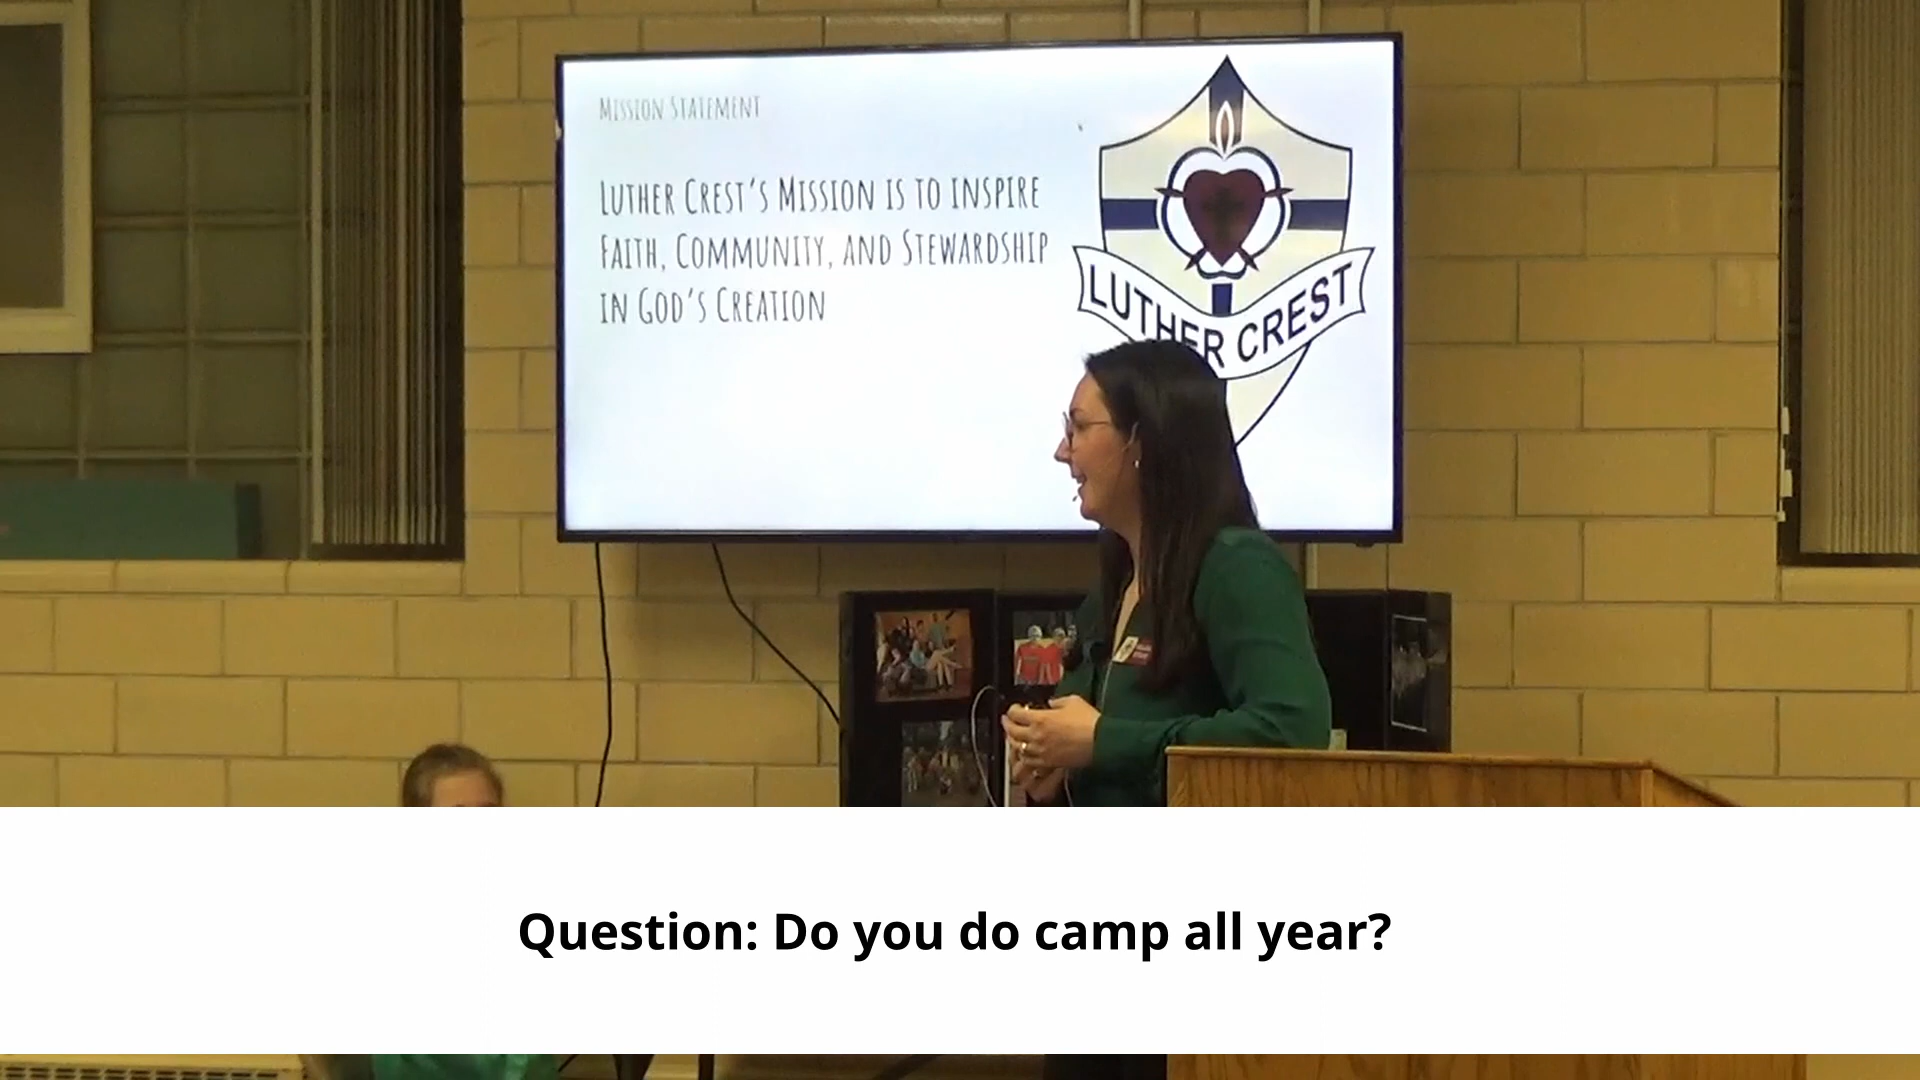 Mission Statement
Luther Crest's Mission is to inspire
Faith, Community, and Stewardship
in God's Creation
LUTHER CREST
Question: Do you do camp all year?